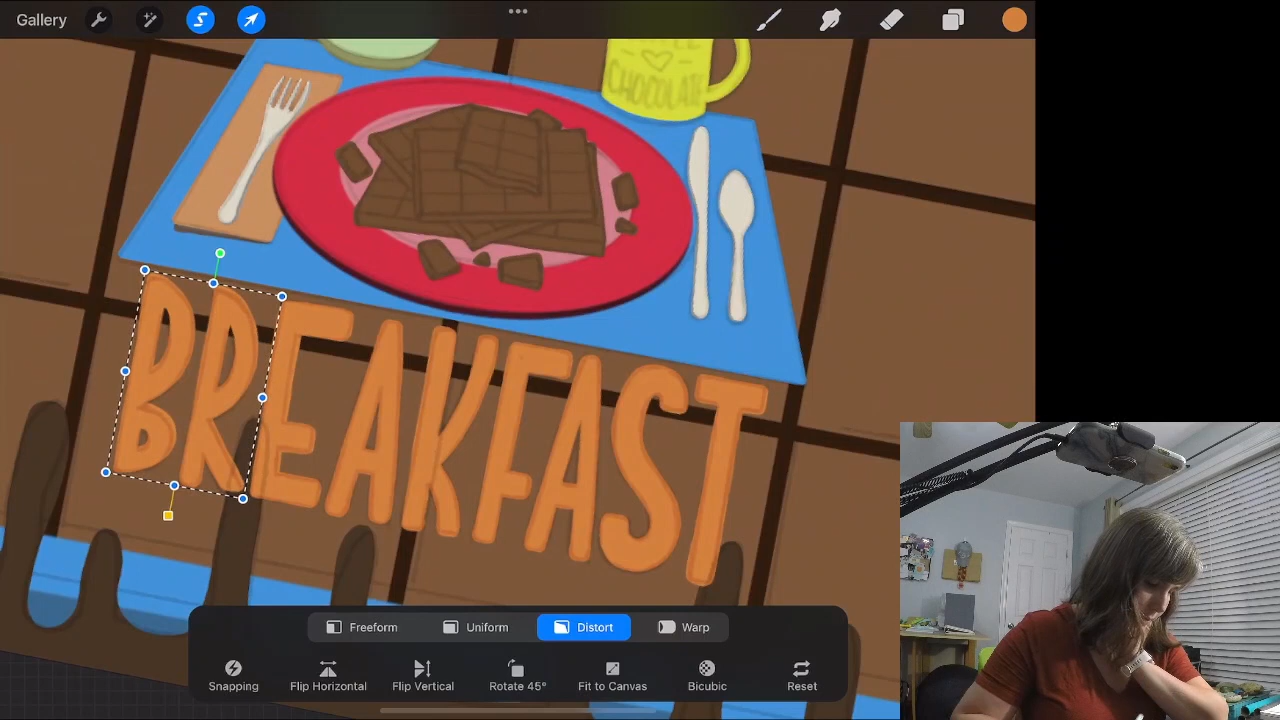 Gallery
CHOCOLATE
BREAKFAST
Freeform
Uniform
Distort
Warp
Snapping
Flip Horizontal
Flip Vertical
Rotate 45°
Fit to Canvas
Bicubic
Reset